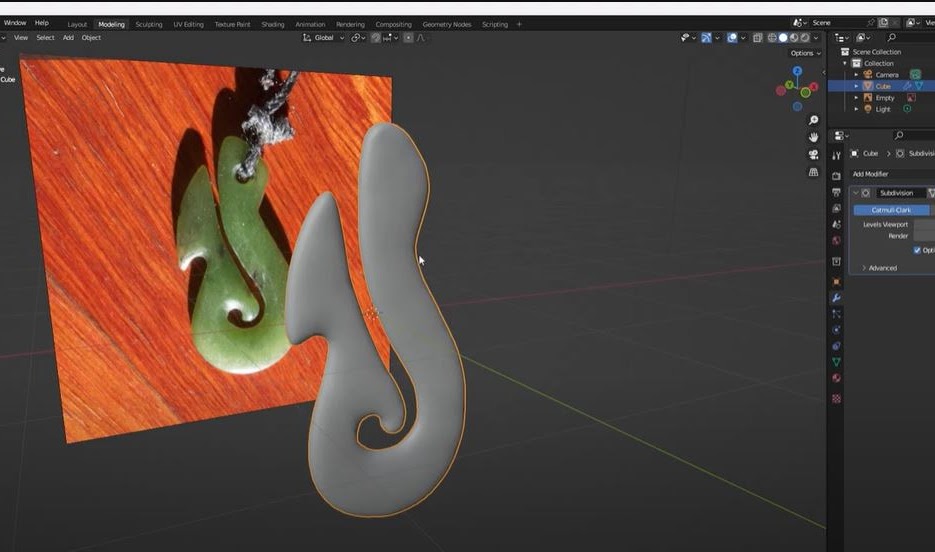 Window Help Layout Modeling Sculpting UV Editing Texture Paint Shading Animation Rendering Compositing Geometry Nodes Scripting + Scene
View Select Add Object Global
Options
Cube
Scene Collection
Collection
Camera
Cube
Empty
Light
Cube > Subdivisi
Add Modifier
Subdivision
Catmull Clark
Levels Viewport
Render
Opti
> Advanced
X
Y
Z